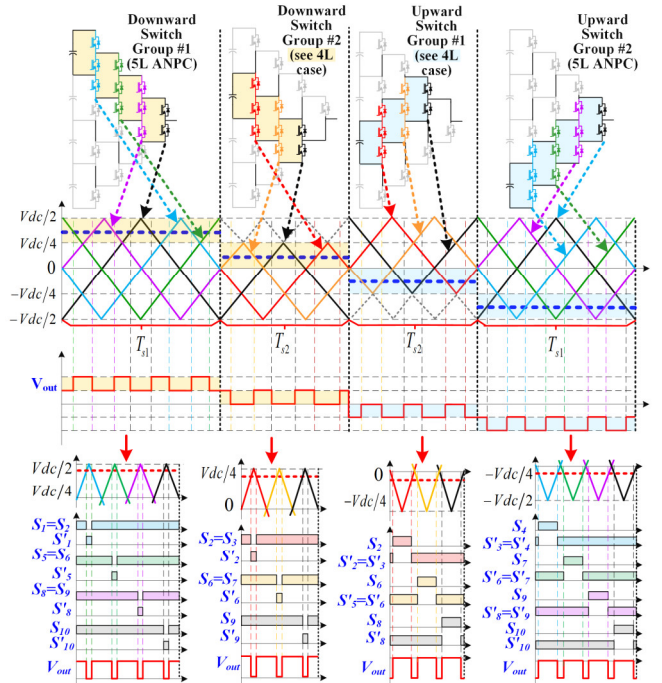 Downward
Switch
Group #1
(5L ANPC)
Downward
Switch
Group #2
(see 4L
case)
Upward
Switch
Group #1
(see 4L
case)
Upward
Switch
Group #2
(5L ANPC)
Vdc/2
Vdc/4
0
−Vdc/4
−Vdc/2
Ts1
Ts2
Ts2
Ts1
Vout
Vdc/2
Vdc/4
S1=S2
S'1
S5=S6
S'5
S8=S9
S'8
S10
S'10
Vout
Vdc/4
0
S2=S3
S'2
S6=S7
S'6
S9
S'9
0
−Vdc/4
S2
S'2=S'3
S6
S'5=S'6
S8
S'8
−Vdc/4
−Vdc/2
S4
S'3=S'4
S7
S'6=S'7
S9
S'8=S'9
S10
S'10
Vout